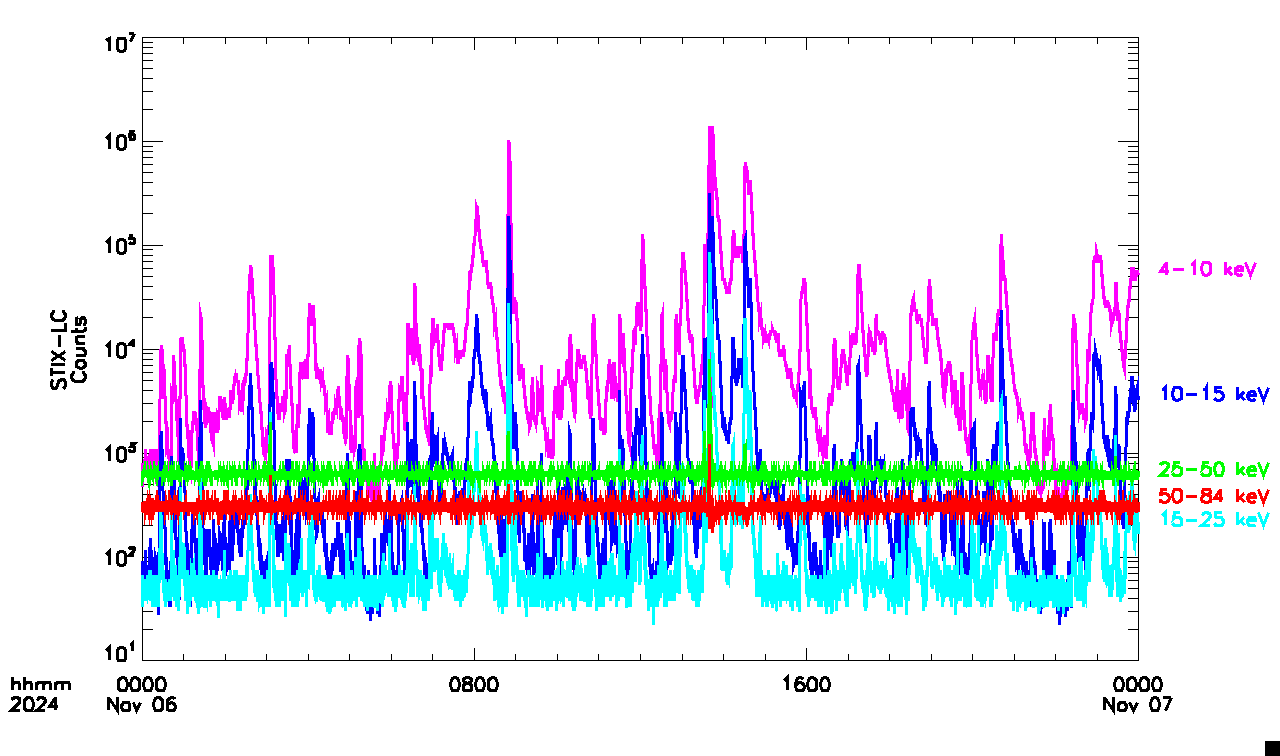 10⁷
10⁶
10⁵
10⁴
10³
10²
10¹
STIX-LC
Counts
4-10 keV
10-15 keV
25-50 keV
50-84 keV
15-25 keV
hhmm 0000 0800 1600 0000
2024 Nov 06 Nov 07